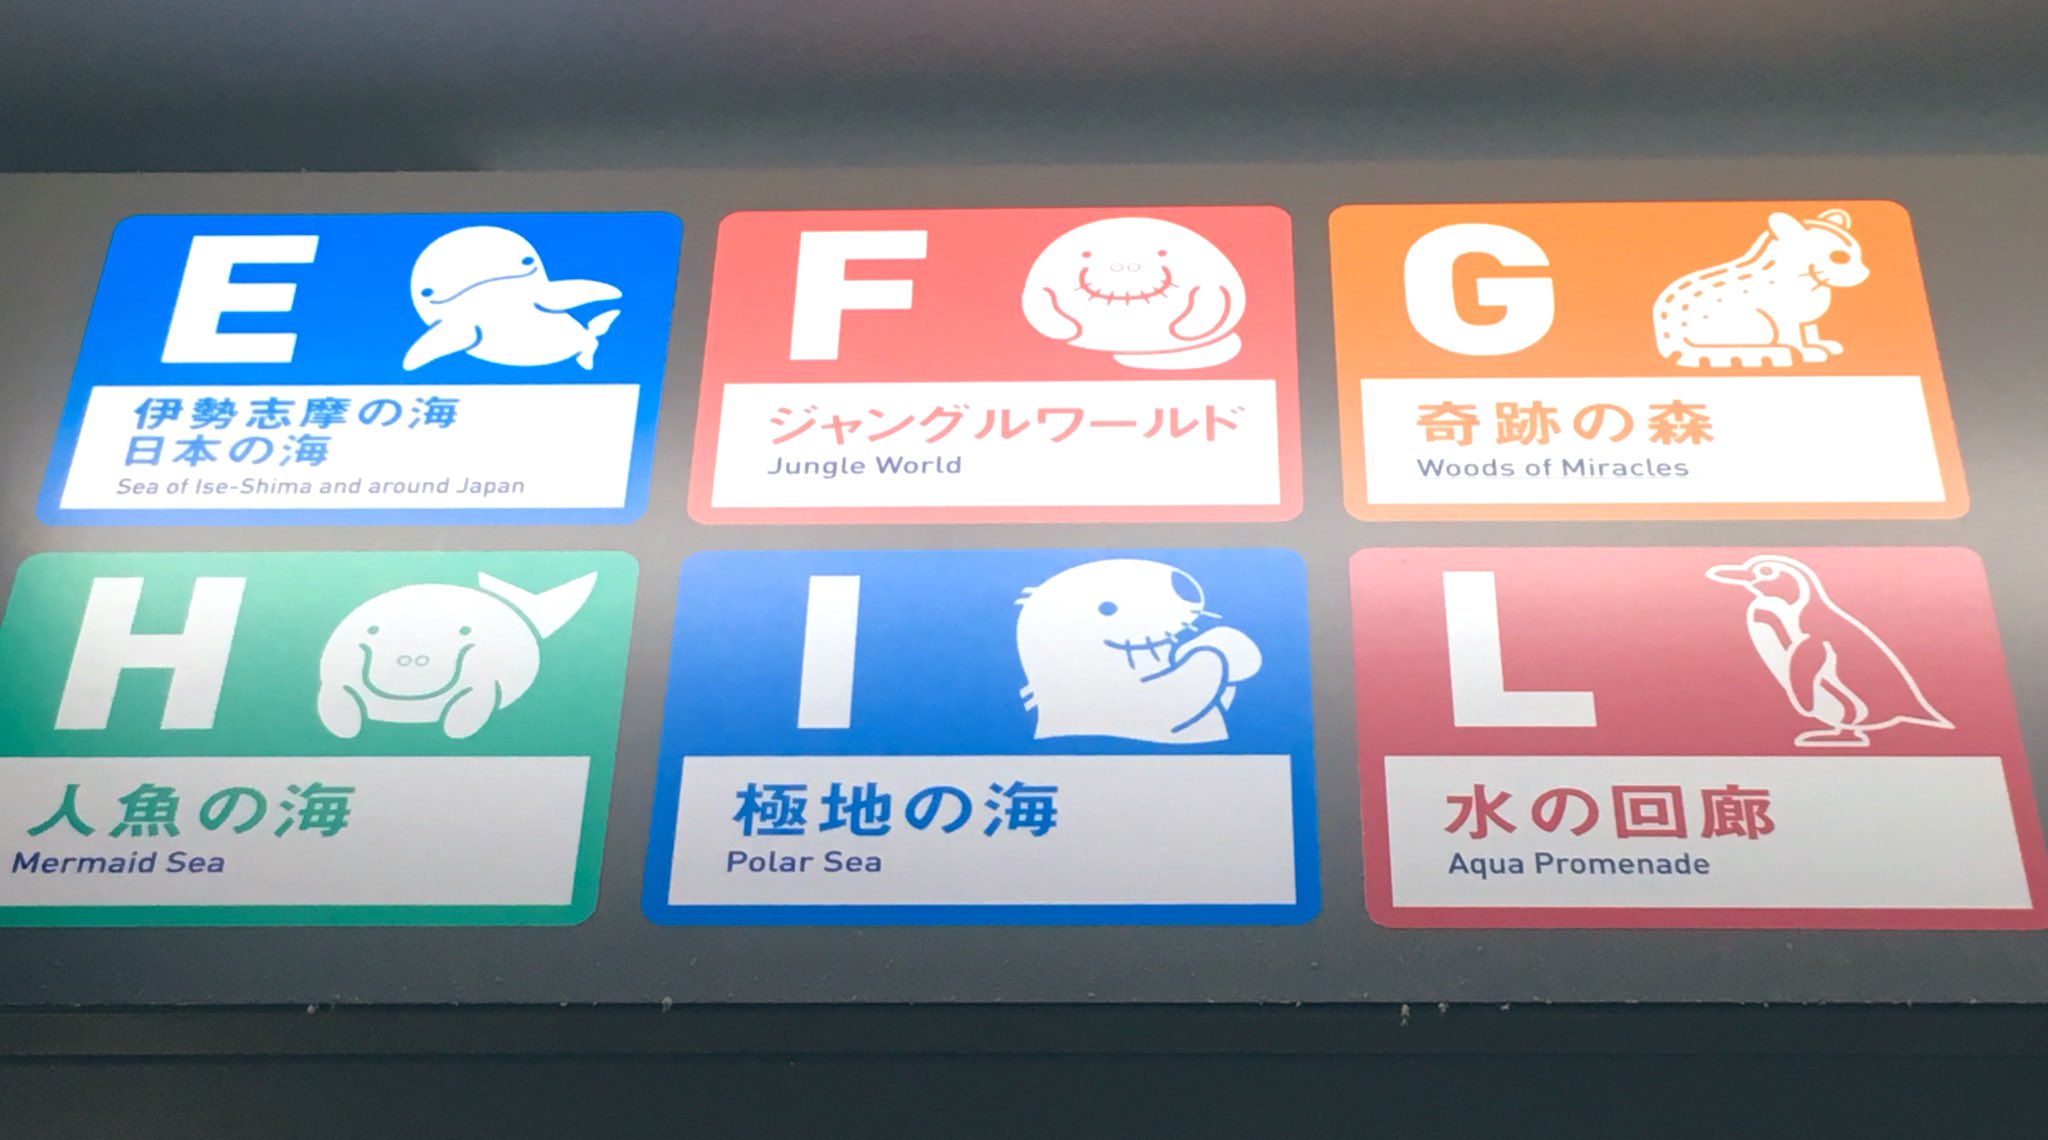 E
伊勢志摩の海
日本の海
Sea of Ise-Shima and around Japan
F
ジャングルワールド
Jungle World
G
奇跡の森
Woods of Miracles
H
人魚の海
Mermaid Sea
I
極地の海
Polar Sea
L
水の回廊
Aqua Promenade